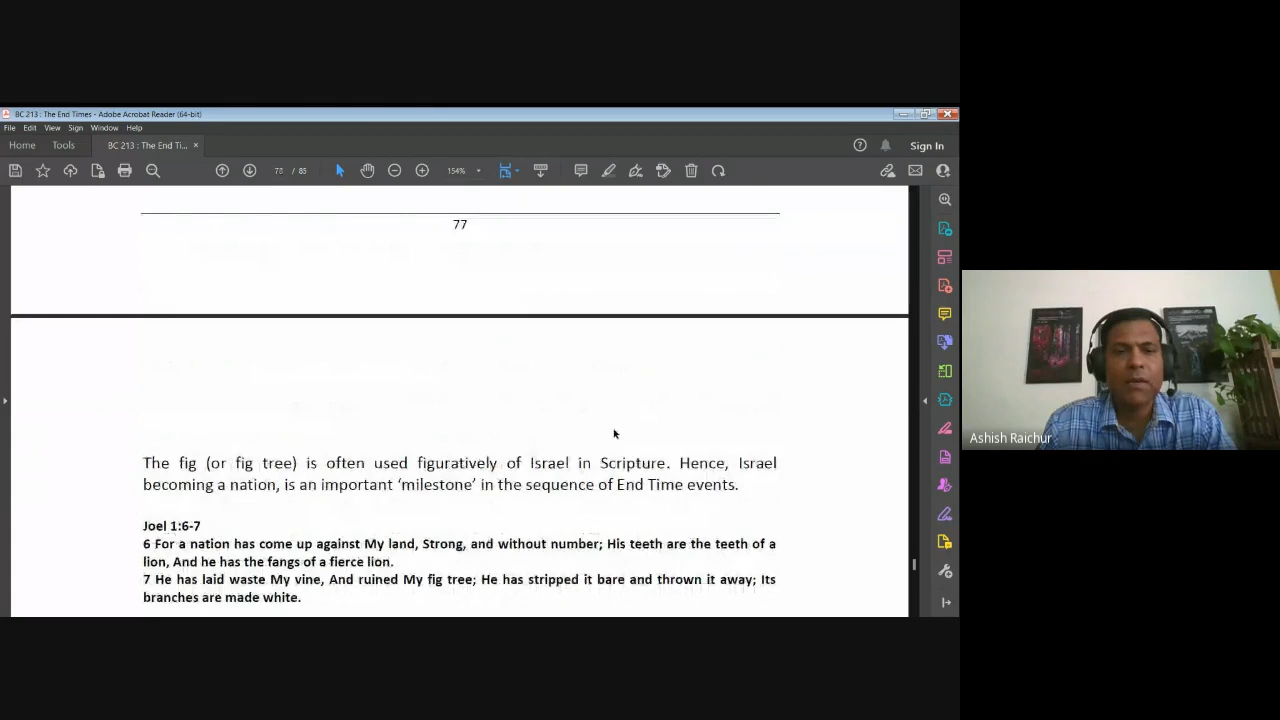 BC 213 : The End Times - Adobe Acrobat Reader (64-bit)
File Edit View Sign Window Help
Home Tools BC 213 : The End Ti... × Sign In
78 / 85 154%
77
The fig (or fig tree) is often used figuratively of Israel in Scripture. Hence, Israel
becoming a nation, is an important ‘milestone’ in the sequence of End Time events.
Joel 1:6-7
6 For a nation has come up against My land, Strong, and without number; His teeth are the teeth of a
lion, And he has the fangs of a fierce lion.
7 He has laid waste My vine, And ruined My fig tree; He has stripped it bare and thrown it away; Its
branches are made white.
Ashish Raichur